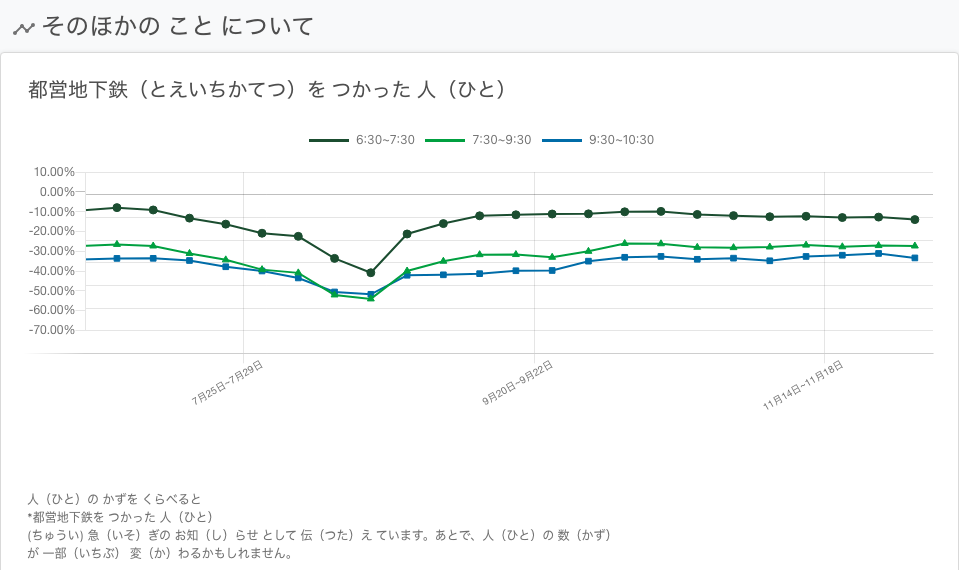 そのほかの こと について
都営地下鉄（とえいちかてつ）を つかった 人（ひと）
6:30~7:30 7:30~9:30 9:30~10:30
10.00%
0.00%
-10.00%
-20.00%
-30.00%
-40.00%
-50.00%
-60.00%
-70.00%
7月25日~7月29日 9月20日~9月22日 11月14日~11月18日
人（ひと）の かずを くらべると
*都営地下鉄を つかった 人（ひと）
(ちゅうい) 急（いそ）ぎの お知（し）らせ として 伝（つた）え ています。あとで、人（ひと）の 数（かず）
が 一部（いちぶ） 変（か）わるかもしれません。